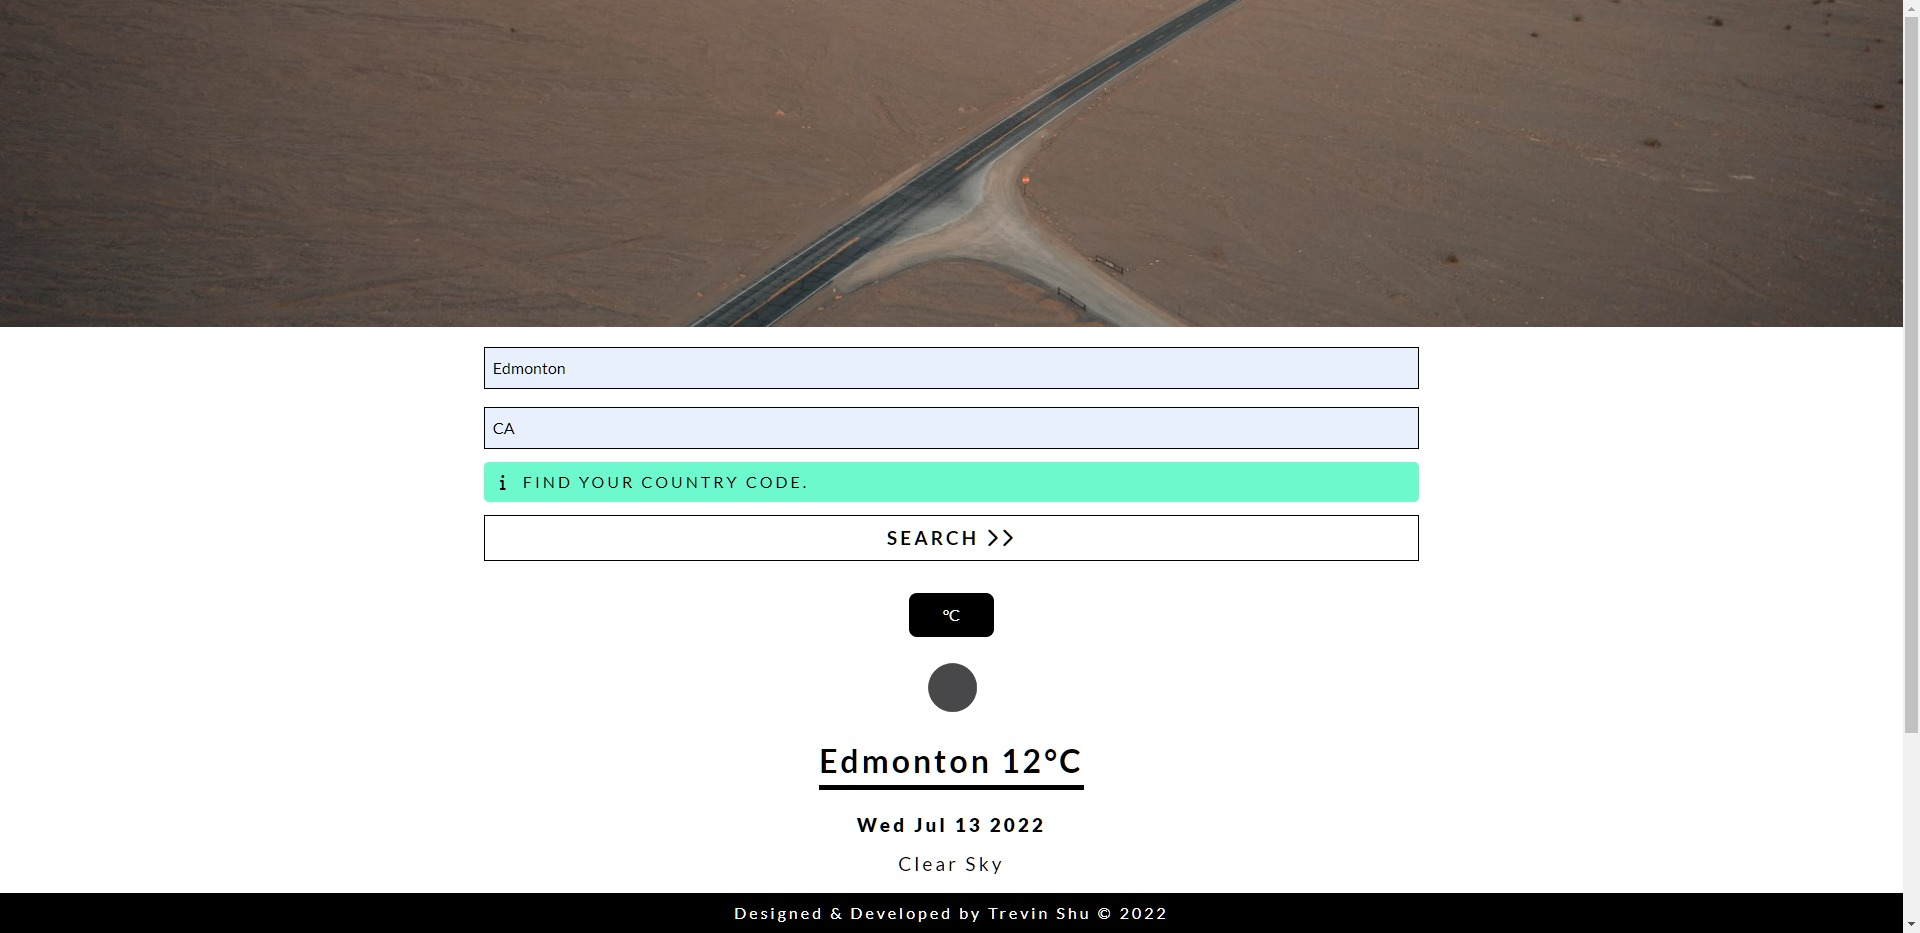 Edmonton
CA
i FIND YOUR COUNTRY CODE.
SEARCH >>
°C
Edmonton 12°C
Wed Jul 13 2022
Clear Sky
Designed & Developed by Trevin Shu © 2022